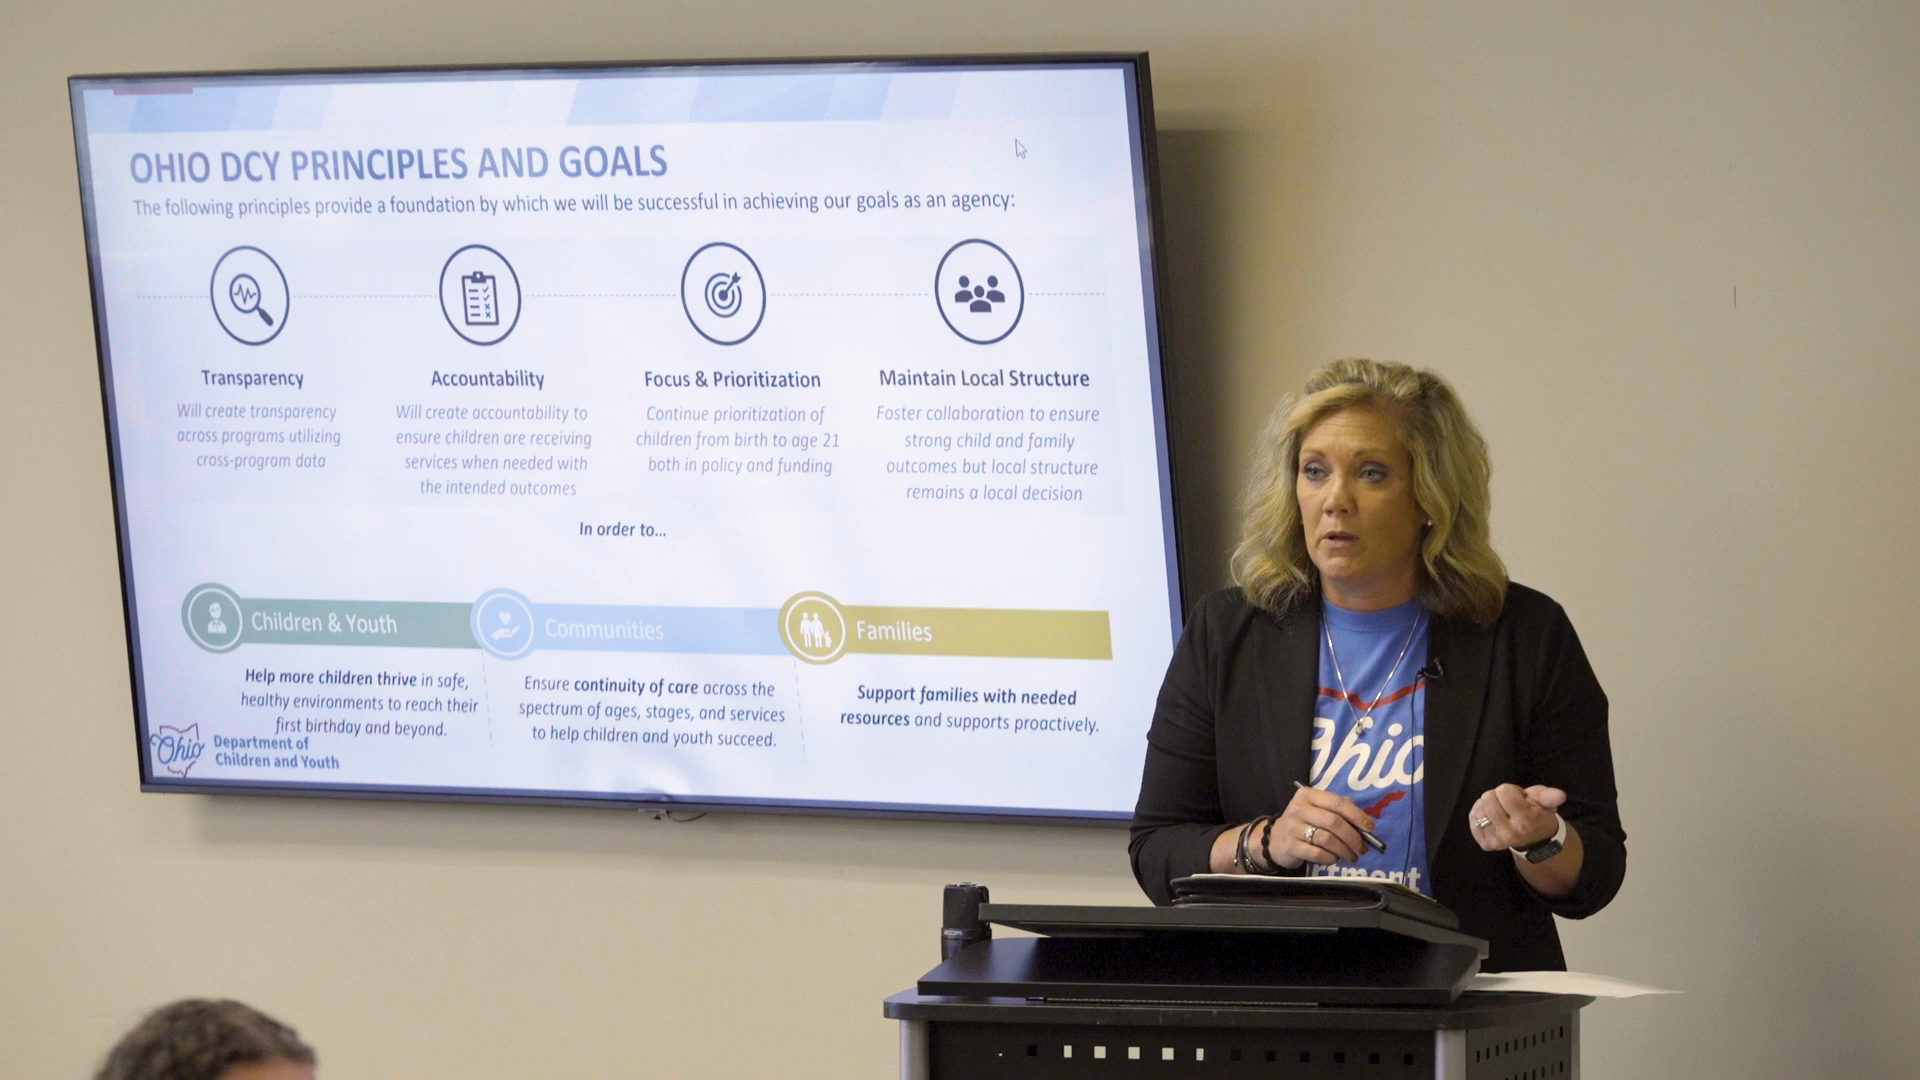 OHIO DCY PRINCIPLES AND GOALS
The following principles provide a foundation by which we will be successful in achieving our goals as an agency:
Transparency
Will create transparency
across programs utilizing
cross-program data
Accountability
Will create accountability to
ensure children are receiving
services when needed with
the intended outcomes
Focus & Prioritization
Continue prioritization of
children from birth to age 21
both in policy and funding
Maintain Local Structure
Foster collaboration to ensure
strong child and family
outcomes but local structure
remains a local decision
In order to...
Children & Youth
Help more children thrive in safe,
healthy environments to reach their
first birthday and beyond.
Communities
Ensure continuity of care across the
spectrum of ages, stages, and services
to help children and youth succeed.
Families
Support families with needed
resources and supports proactively.
Ohio
Department of
Children and Youth
Ohio
artment
zoom